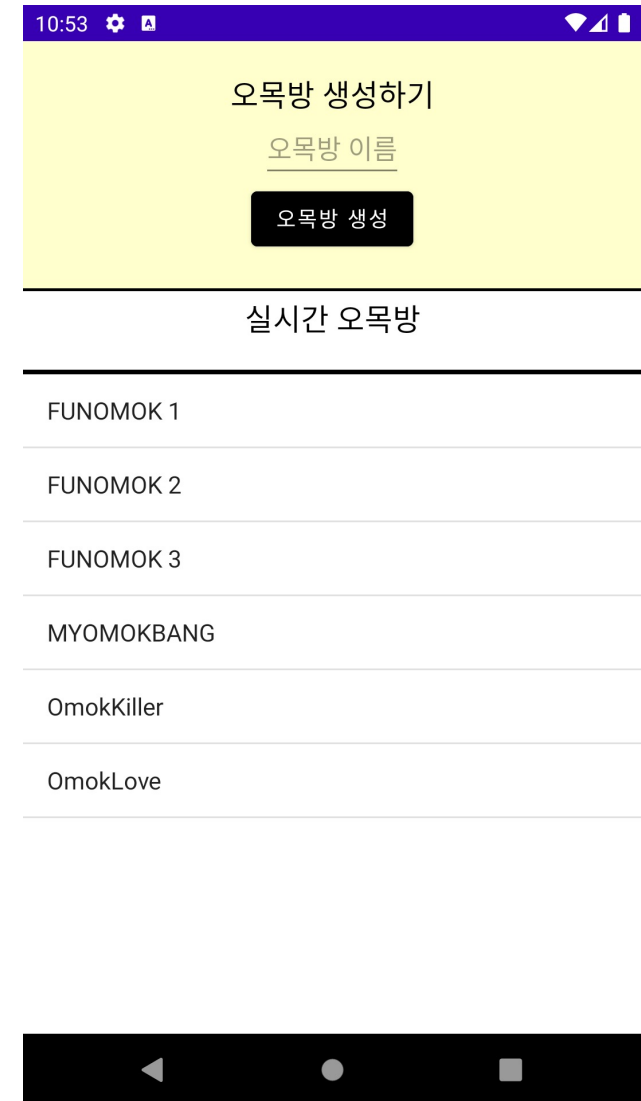 10:53
오목방 생성하기
오목방 이름
오목방 생성
실시간 오목방
FUNOMOK 1
FUNOMOK 2
FUNOMOK 3
MYOMOKBANG
OmokKiller
OmokLove